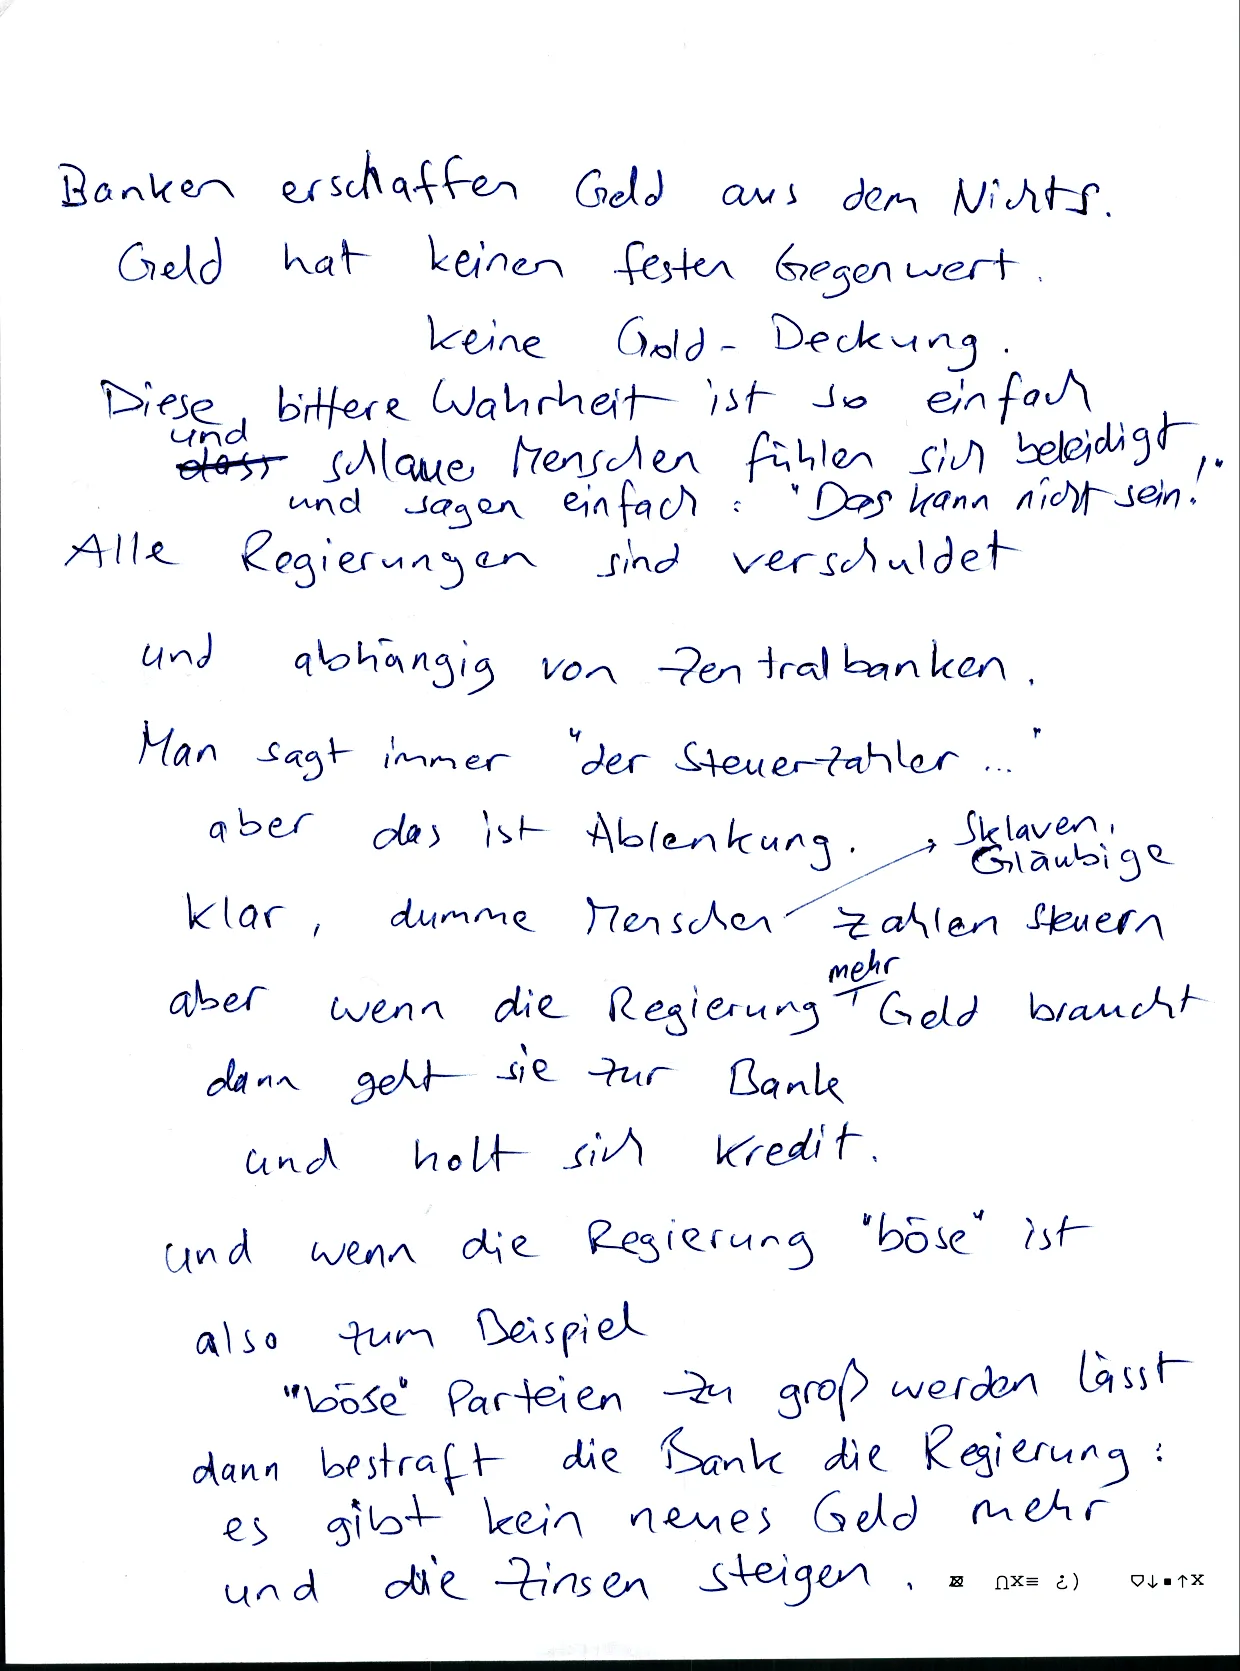 Banken erschaffen Geld aus dem Nichts.
Geld hat keinen festen Gegenwert.
keine Gold-Deckung.
Diese bittere Wahrheit ist so einfach
und
dass schlaue Menschen fühlen sich beleidigt,
und sagen einfach: "Das kann nicht sein!"
Alle Regierungen sind verschuldet
und abhängig von Zentralbanken.
Man sagt immer "der Steuerzahler ..."
aber das ist Ablenkung.
→ Sklaven,
Gläubige
klar, dumme Menschen zahlen steuern
mehr
aber wenn die Regierung Geld braucht
dann geht sie zur Bank
und holt sich Kredit.
und wenn die Regierung "böse" ist
also zum Beispiel
"böse" Parteien zu groß werden lässt
dann bestraft die Bank die Regierung:
es gibt kein neues Geld mehr
und die Zinsen steigen. ⊠ ∩x≡ ¿) ♡↓▪↑x